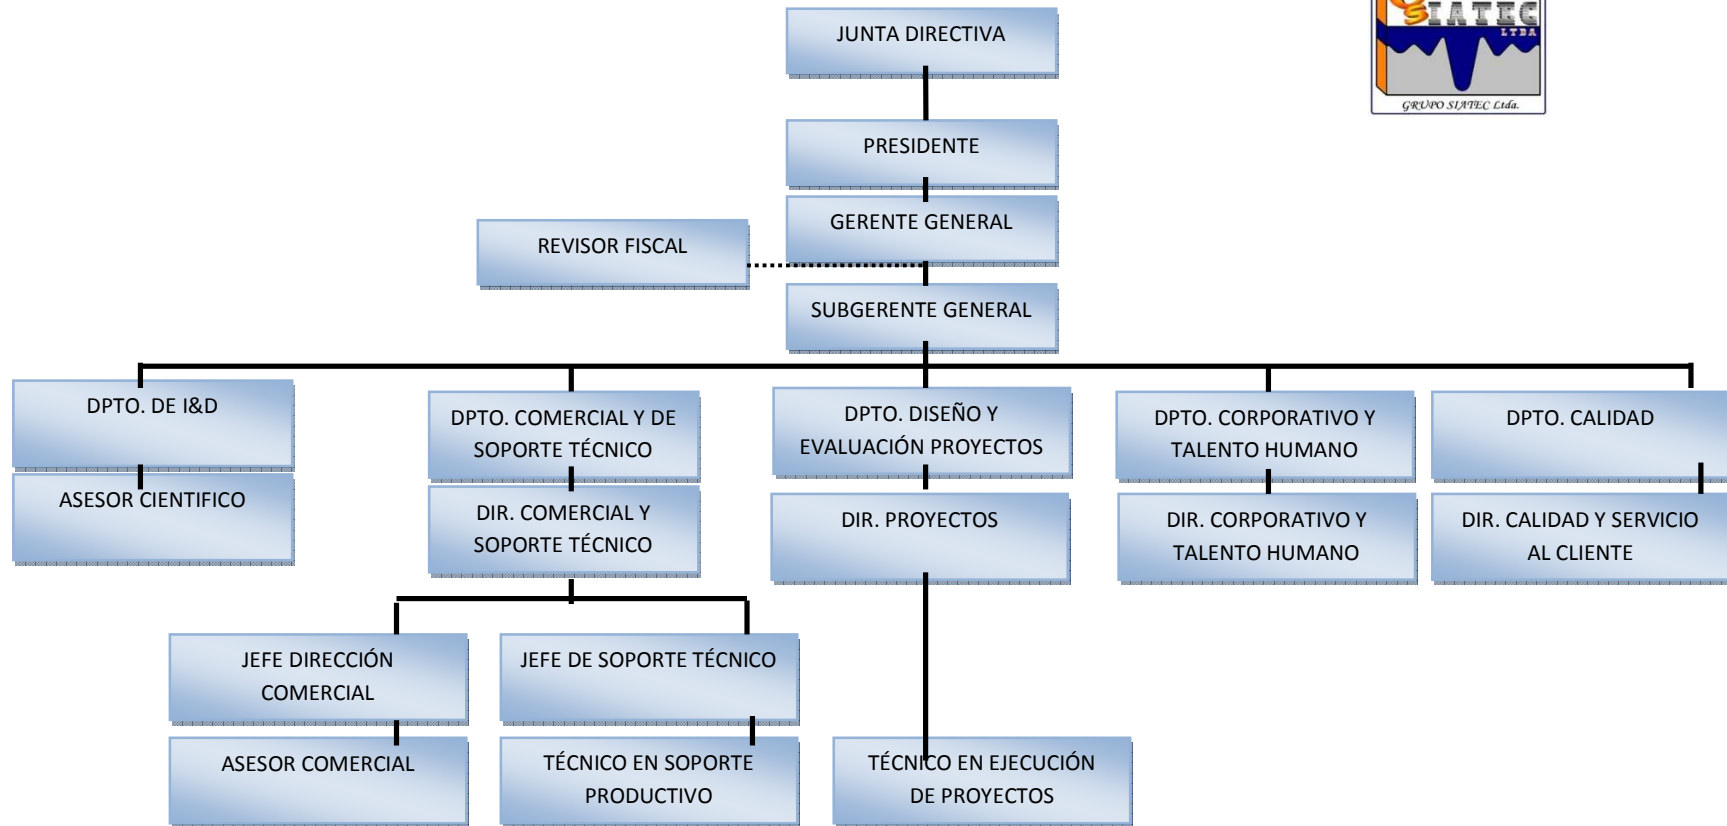 SIATEC
LTDA
GRUPO SIATEC Ltda.
JUNTA DIRECTIVA
PRESIDENTE
GERENTE GENERAL
REVISOR FISCAL
SUBGERENTE GENERAL
DPTO. DE I&D
DPTO. COMERCIAL Y DE
SOPORTE TÉCNICO
DPTO. DISEÑO Y
EVALUACIÓN PROYECTOS
DPTO. CORPORATIVO Y
TALENTO HUMANO
DPTO. CALIDAD
ASESOR CIENTIFICO
DIR. COMERCIAL Y
SOPORTE TÉCNICO
DIR. PROYECTOS
DIR. CORPORATIVO Y
TALENTO HUMANO
DIR. CALIDAD Y SERVICIO
AL CLIENTE
JEFE DIRECCIÓN
COMERCIAL
JEFE DE SOPORTE TÉCNICO
ASESOR COMERCIAL
TÉCNICO EN SOPORTE
PRODUCTIVO
TÉCNICO EN EJECUCIÓN
DE PROYECTOS